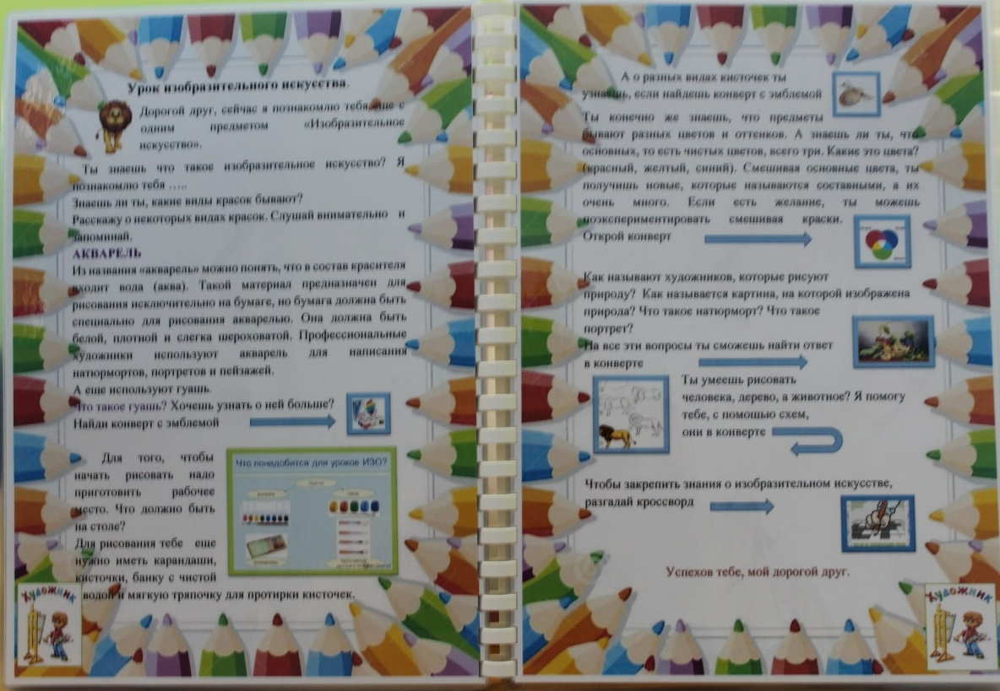 Урок изобразительного искусства.
Дорогой друг, сейчас я познакомлю тебя еще с
одним предметом «Изобразительное
искусство».
Ты знаешь что такое изобразительное искусство? Я
познакомлю тебя …..
Знаешь ли ты, какие виды красок бывают?
Расскажу о некоторых видах красок. Слушай внимательно и
запоминай.
АКВАРЕЛЬ
Из названия «акварель» можно понять, что в состав красителя
входит вода (аква). Такой материал предназначен для
рисования исключительно на бумаге, но бумага должна быть
специально для рисования акварелью. Она должна быть
белой, плотной и слегка шероховатой. Профессиональные
художники используют акварель для написания
натюрмортов, портретов и пейзажей.
А еще используют гуашь.
Что такое гуашь? Хочешь узнать о ней больше?
Найди конверт с эмблемой
Для того, чтобы
начать рисовать надо
приготовить рабочее
место. Что должно быть
на столе?
Для рисования тебе еще
нужно иметь карандаши,
кисточки, банку с чистой
водой и мягкую тряпочку для протирки кисточек.
Что понадобится для уроков ИЗО?
Художник
А о разных видах кисточек ты
узнаешь, если найдешь конверт с эмблемой
Ты конечно же знаешь, что предметы
бывают разных цветов и оттенков. А знаешь ли ты, что
основных, то есть чистых цветов, всего три. Какие это цвета?
(красный, желтый, синий). Смешивая основные цвета, ты
получишь новые, которые называются составными, а их
очень много. Если есть желание, ты можешь
поэкспериментировать смешивая краски.
Открой конверт
Как называют художников, которые рисуют
природу? Как называется картина, на которой изображена
природа? Что такое натюрморт? Что такое
портрет?
На все эти вопросы ты сможешь найти ответ
в конверте
Ты умеешь рисовать
человека, дерево, а животное? Я помогу
тебе, с помощью схем,
они в конверте
Чтобы закрепить знания о изобразительном искусстве,
разгадай кроссворд
Успехов тебе, мой дорогой друг.
Художник